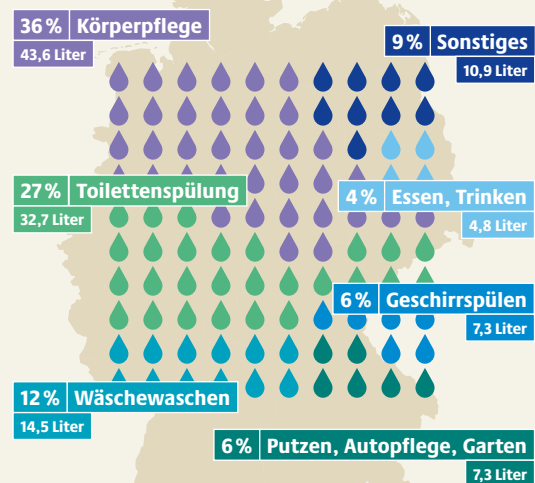 36 % Körperpflege
43,6 Liter
9 % Sonstiges
10,9 Liter
27 % Toilettenspülung
32,7 Liter
4 % Essen, Trinken
4,8 Liter
6 % Geschirrspülen
7,3 Liter
12 % Wäschewaschen
14,5 Liter
6 % Putzen, Autopflege, Garten
7,3 Liter